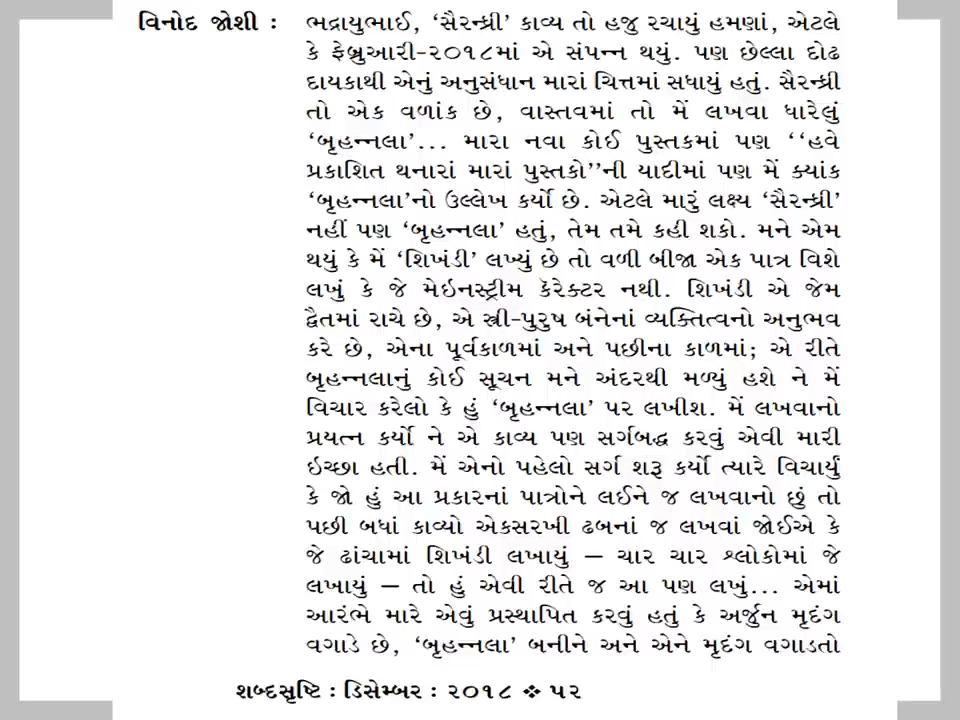 વિનોદ જોશી : ભદ્રાયુભાઈ, ‘સૈરન્ધ્રી’ કાવ્ય તો હજુ રચાયું હમણાં, એટલે
કે ફેબ્રુઆરી-૨૦૧૮માં એ સંપન્ન થયું. પણ છેલ્લા દોઢ
દાયકાથી એનું અનુસંધાન મારાં ચિત્તમાં સધાયું હતું. સૈરન્ધ્રી
તો એક વળાંક છે, વાસ્તવમાં તો મેં લખવા ધારેલું
‘બૃહન્નલા’... મારા નવા કોઈ પુસ્તકમાં પણ ‘‘હવે
પ્રકાશિત થનારાં મારાં પુસ્તકો’’ની યાદીમાં પણ મેં ક્યાંક
‘બૃહન્નલા’નો ઉલ્લેખ કર્યો છે. એટલે મારું લક્ષ્ય ‘સૈરન્ધ્રી’
નહીં પણ ‘બૃહન્નલા’ હતું, તેમ તમે કહી શકો. મને એમ
થયું કે મેં ‘શિખંડી’ લખ્યું છે તો વળી બીજા એક પાત્ર વિશે
લખું કે જે મેઇનસ્ટ્રીમ કૅરેક્ટર નથી. શિખંડી એ જેમ
દ્વૈતમાં રાચે છે, એ સ્ત્રી-પુરુષ બંનેનાં વ્યક્તિત્વનો અનુભવ
કરે છે, એના પૂર્વકાળમાં અને પછીના કાળમાં; એ રીતે
બૃહન્નલાનું કોઈ સૂચન મને અંદરથી મળ્યું હશે ને મેં
વિચાર કરેલો કે હું ‘બૃહન્નલા’ પર લખીશ. મેં લખવાનો
પ્રયત્ન કર્યો ને એ કાવ્ય પણ સર્ગબદ્ધ કરવું એવી મારી
ઇચ્છા હતી. મેં એનો પહેલો સર્ગ શરૂ કર્યો ત્યારે વિચાર્યું
કે જો હું આ પ્રકારનાં પાત્રોને લઈને જ લખવાનો છું તો
પછી બધાં કાવ્યો એકસરખી ઢબનાં જ લખવાં જોઈએ કે
જે ઢાંચામાં શિખંડી લખાયું – ચાર ચાર શ્લોકોમાં જે
લખાયું – તો હું એવી રીતે જ આ પણ લખું... એમાં
આરંભે મારે એવું પ્રસ્થાપિત કરવું હતું કે અર્જુન મૃદંગ
વગાડે છે, ‘બૃહન્નલા’ બનીને અને એને મૃદંગ વગાડતો
શબ્દસૃષ્ટિ : ડિસેમ્બર : ૨૦૧૮ ❖ ૫૨